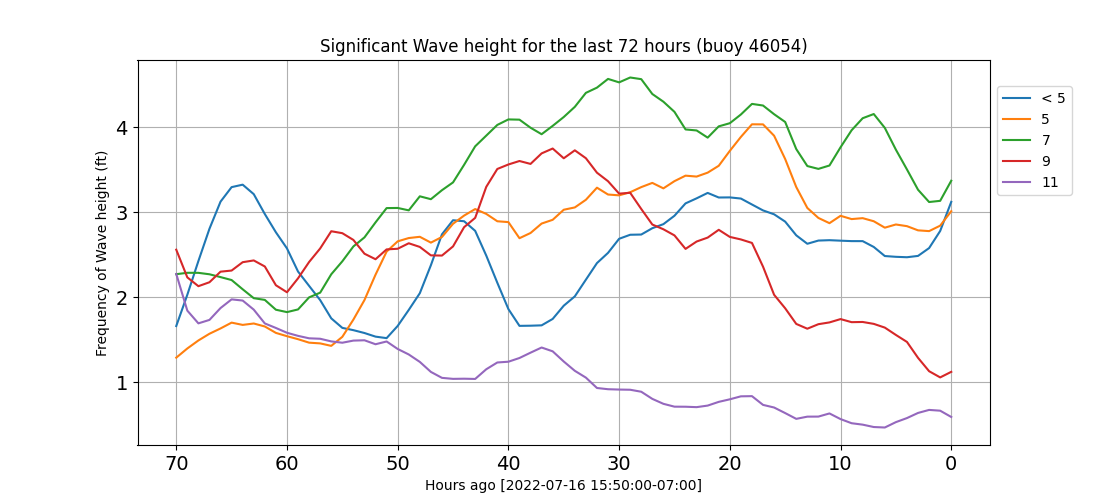 Significant Wave height for the last 72 hours (buoy 46054)
Frequency of Wave height (ft)
4
3
2
1
70 60 50 40 30 20 10 0
Hours ago [2022-07-16 15:50:00-07:00]
< 5
5
7
9
11